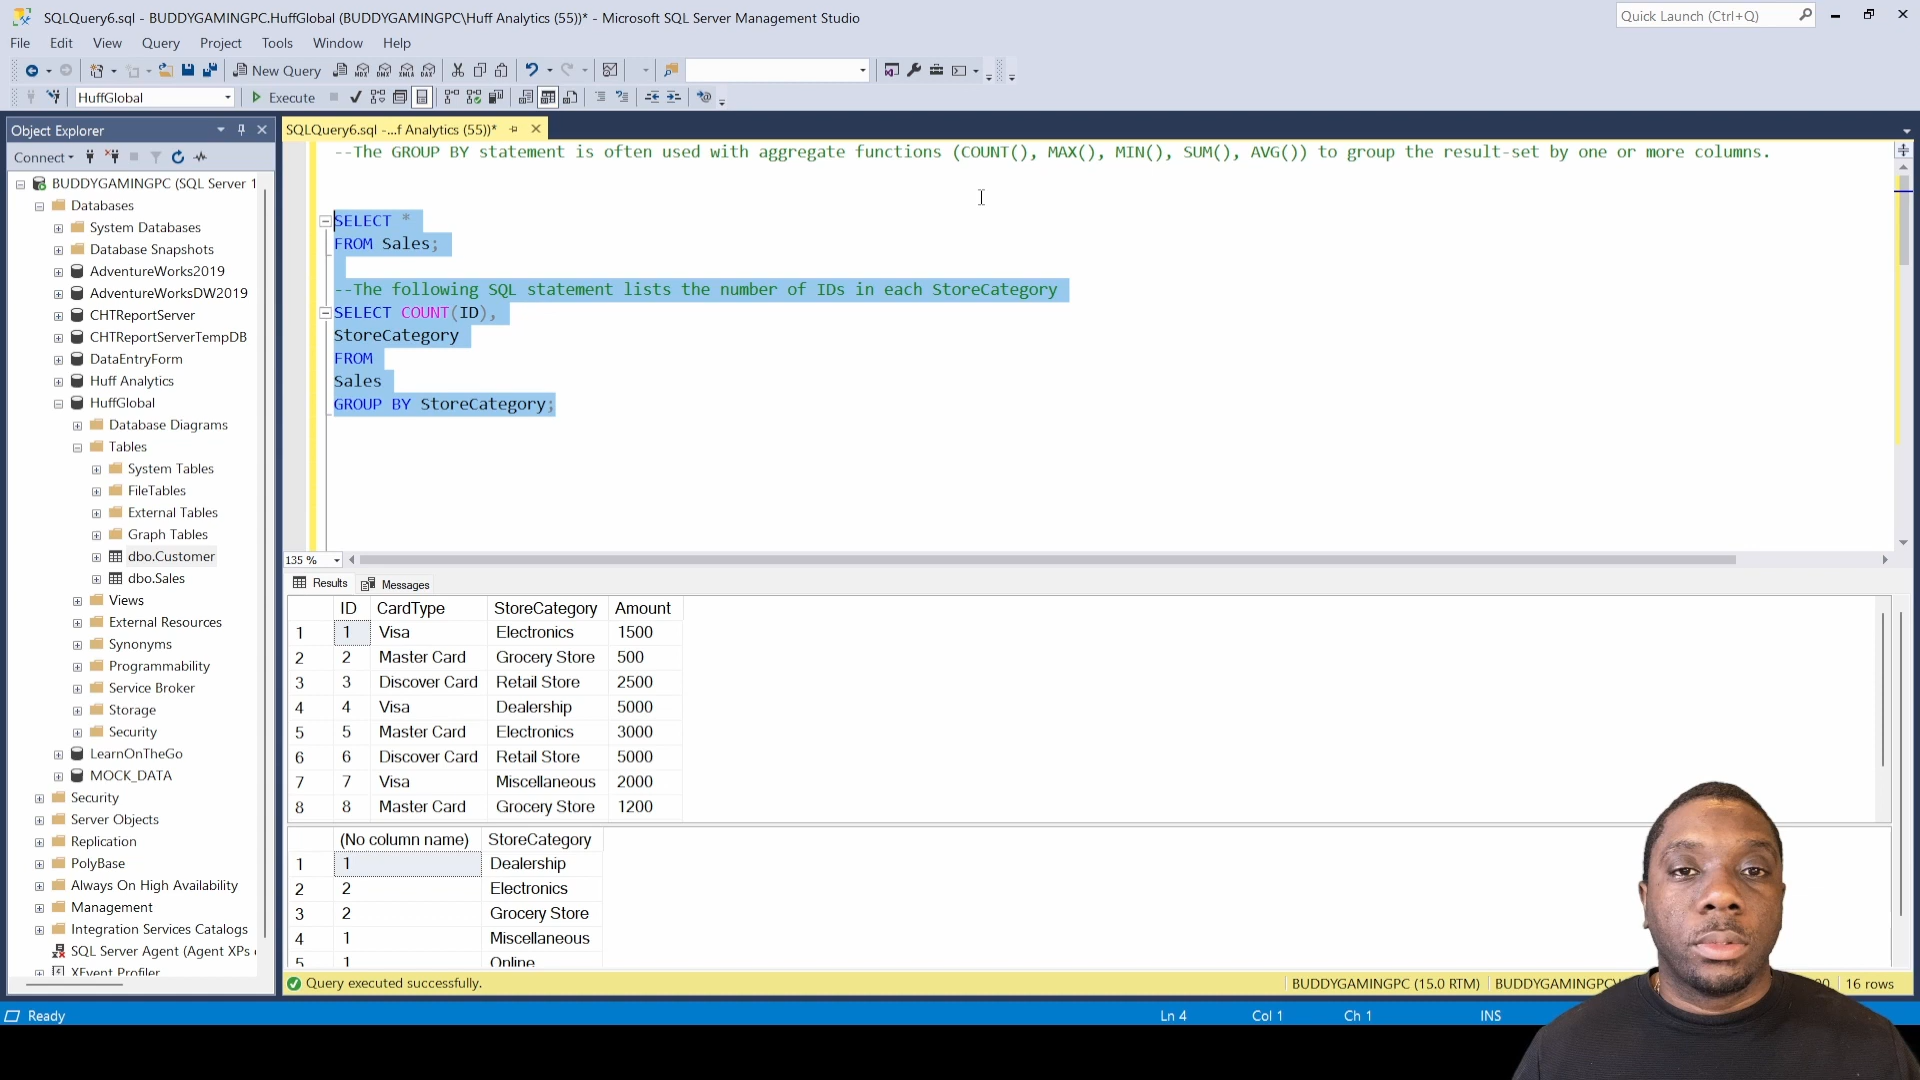 SQLQuery6.sql - BUDDYGAMINGPC.HuffGlobal (BUDDYGAMINGPC\Huff Analytics (55))* - Microsoft SQL Server Management Studio
Quick Launch (Ctrl+Q)
File Edit View Query Project Tools Window Help
New Query
MDX DMX XMLA DAX
HuffGlobal
Execute
Object Explorer
SQLQuery6.sql -...f Analytics (55))*
Connect
BUDDYGAMINGPC (SQL Server 1
Databases
System Databases
Database Snapshots
AdventureWorks2019
AdventureWorksDW2019
CHTReportServer
CHTReportServerTempDB
DataEntryForm
Huff Analytics
HuffGlobal
Database Diagrams
Tables
System Tables
FileTables
External Tables
Graph Tables
dbo.Customer
dbo.Sales
Views
External Resources
Synonyms
Programmability
Service Broker
Storage
Security
LearnOnTheGo
MOCK_DATA
Security
Server Objects
Replication
PolyBase
Always On High Availability
Management
Integration Services Catalogs
SQL Server Agent (Agent XPs
XEvent Profiler
--The GROUP BY statement is often used with aggregate functions (COUNT(), MAX(), MIN(), SUM(), AVG()) to group the result-set by one or more columns.
SELECT *
FROM Sales;
--The following SQL statement lists the number of IDs in each StoreCategory
SELECT COUNT(ID),
StoreCategory
FROM
Sales
GROUP BY StoreCategory;
135 %
Results Messages
ID CardType StoreCategory Amount
1 1 Visa Electronics 1500
2 2 Master Card Grocery Store 500
3 3 Discover Card Retail Store 2500
4 4 Visa Dealership 5000
5 5 Master Card Electronics 3000
6 6 Discover Card Retail Store 5000
7 7 Visa Miscellaneous 2000
8 8 Master Card Grocery Store 1200
(No column name) StoreCategory
1 1 Dealership
2 2 Electronics
3 2 Grocery Store
4 1 Miscellaneous
5 1 Online
Query executed successfully.
BUDDYGAMINGPC (15.0 RTM) BUDDYGAMINGPC\ 16 rows
Ready
Ln 4 Col 1 Ch 1 INS